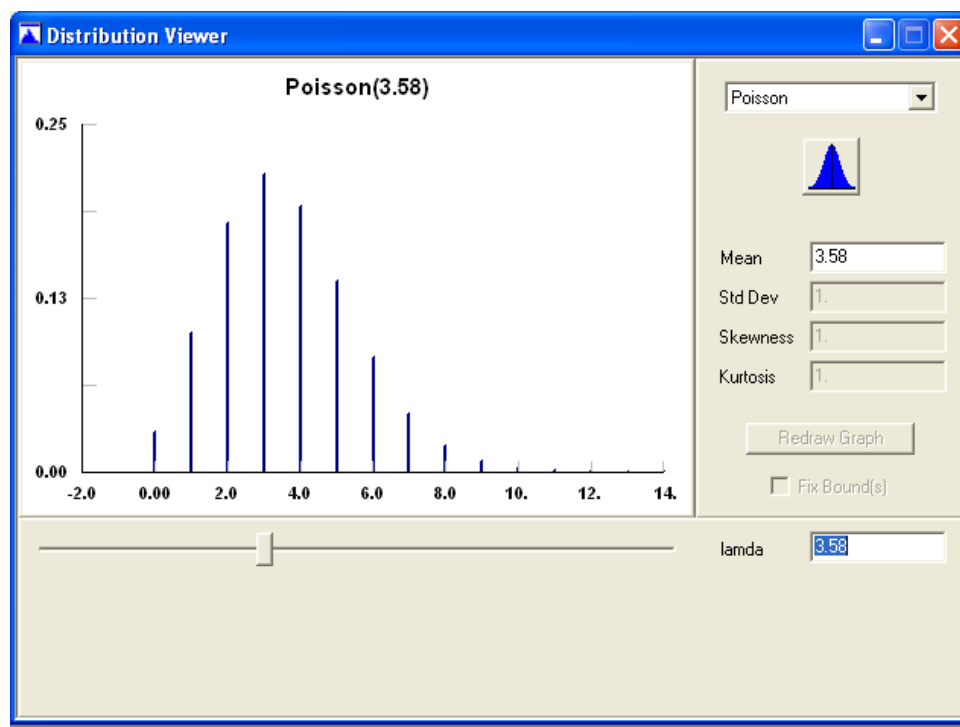 Distribution Viewer
Poisson(3.58)
0.25
0.13
0.00
-2.0 0.00 2.0 4.0 6.0 8.0 10. 12. 14.
Poisson
Mean 3.58
Std Dev 1.
Skewness 1.
Kurtosis 1.
Redraw Graph
Fix Bound(s)
lamda 3.58